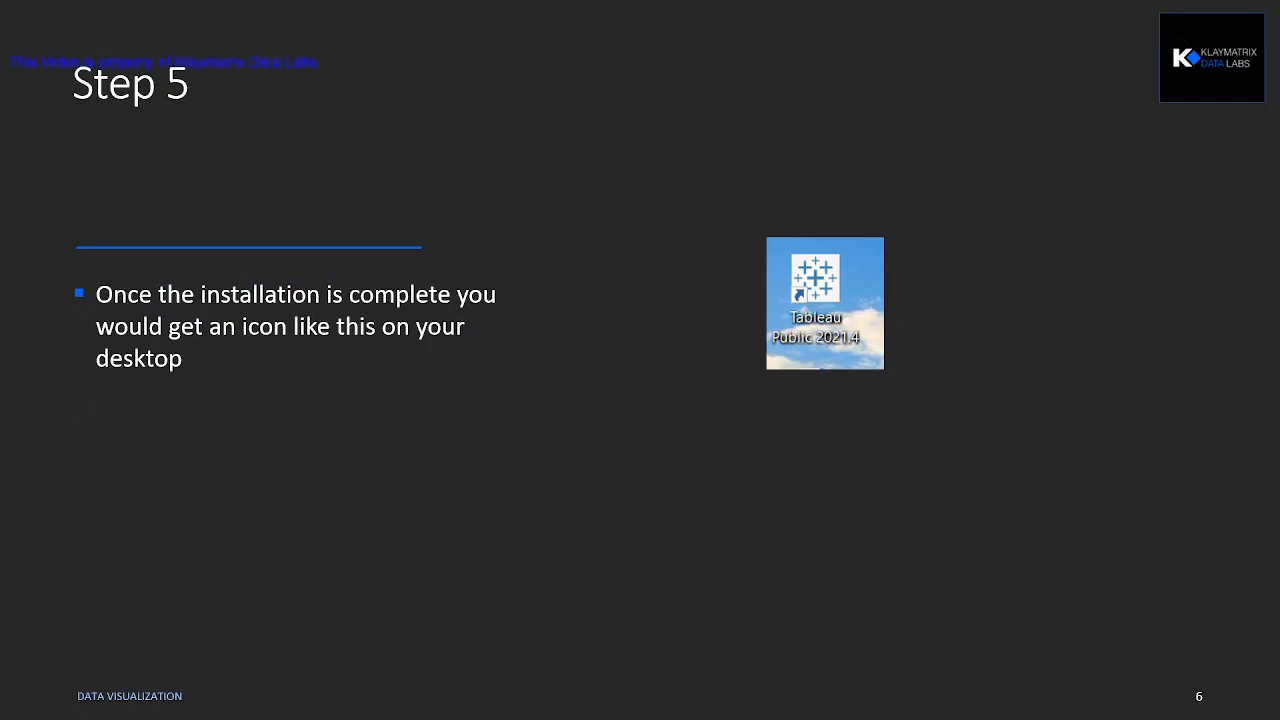 This Video is property of Klaymatrix Data Labs
Step 5
KLAYMATRIX
DATA LABS
Once the installation is complete you
would get an icon like this on your
desktop
Tableau
Public 2021.4
DATA VISUALIZATION
6